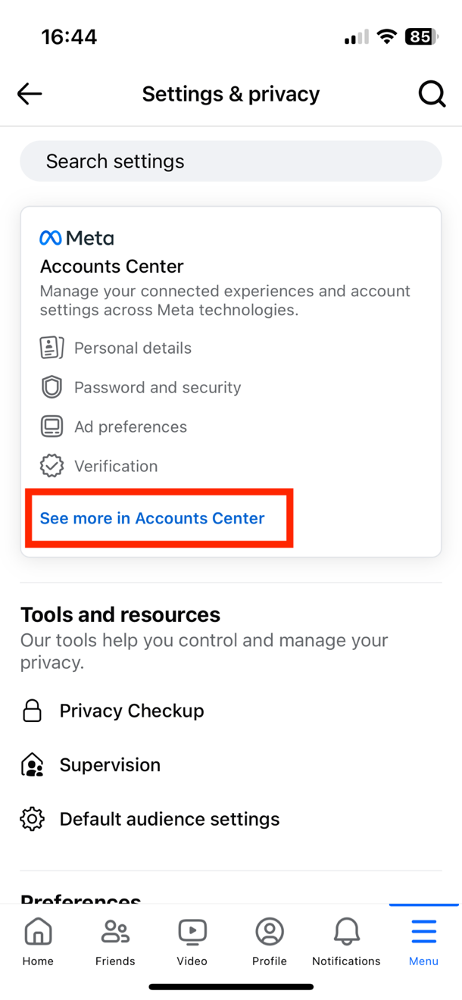 16:44
85
Settings & privacy
Search settings
Meta
Accounts Center
Manage your connected experiences and account
settings across Meta technologies.
Personal details
Password and security
Ad preferences
Verification
See more in Accounts Center
Tools and resources
Our tools help you control and manage your
privacy.
Privacy Checkup
Supervision
Default audience settings
Preferences
Home
Friends
Video
Profile
Notifications
Menu